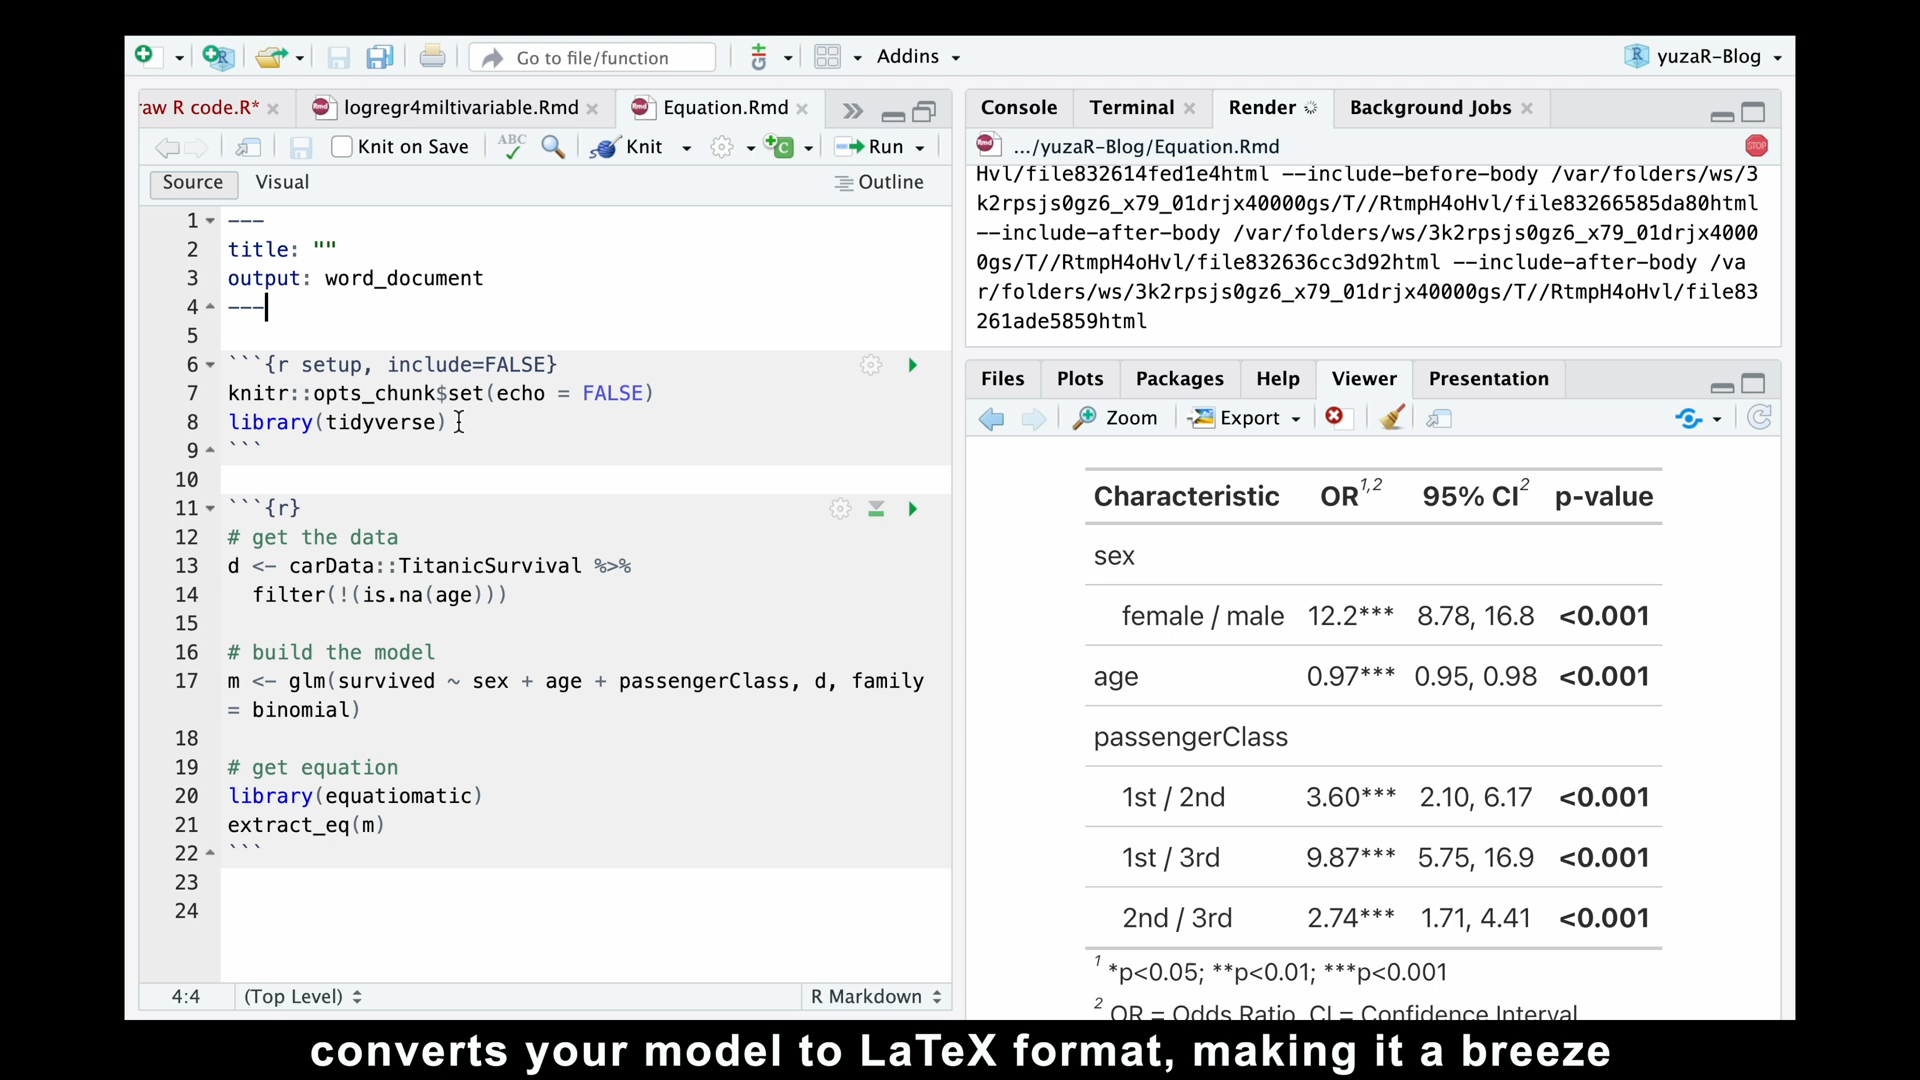 Go to file/function
Addins
yuzaR-Blog
raw R code.R*
logregr4miltivariable.Rmd
Equation.Rmd
Knit on Save
ABC
Knit
Run
Source
Visual
Outline
1 ---
2 title: ""
3 output: word_document
4 ---
5
6 ```{r setup, include=FALSE}
7 knitr::opts_chunk$set(echo = FALSE)
8 library(tidyverse)
9 ```
10
11 ```{r}
12 # get the data
13 d <- carData::TitanicSurvival %>%
14 filter(!(is.na(age)))
15
16 # build the model
17 m <- glm(survived ~ sex + age + passengerClass, d, family
= binomial)
18
19 # get equation
20 library(equatiomatic)
21 extract_eq(m)
22 ```
23
24
4:4
(Top Level)
R Markdown
Console
Terminal
Render
Background Jobs
.../yuzaR-Blog/Equation.Rmd
STOP
Hvl/file832614fed1e4html --include-before-body /var/folders/ws/3
k2rpsjs0gz6_x79_01drjx40000gs/T//RtmpH4oHvl/file83266585da80html
--include-after-body /var/folders/ws/3k2rpsjs0gz6_x79_01drjx4000
0gs/T//RtmpH4oHvl/file832636cc3d92html --include-after-body /va
r/folders/ws/3k2rpsjs0gz6_x79_01drjx40000gs/T//RtmpH4oHvl/file83
261ade5859html
Files
Plots
Packages
Help
Viewer
Presentation
Zoom
Export
Characteristic OR1,2 95% CI2 p-value
sex
female / male 12.2*** 8.78, 16.8 <0.001
age 0.97*** 0.95, 0.98 <0.001
passengerClass
1st / 2nd 3.60*** 2.10, 6.17 <0.001
1st / 3rd 9.87*** 5.75, 16.9 <0.001
2nd / 3rd 2.74*** 1.71, 4.41 <0.001
1 *p<0.05; **p<0.01; ***p<0.001
2 OR = Odds Ratio, CI = Confidence Interval
converts your model to LaTeX format, making it a breeze